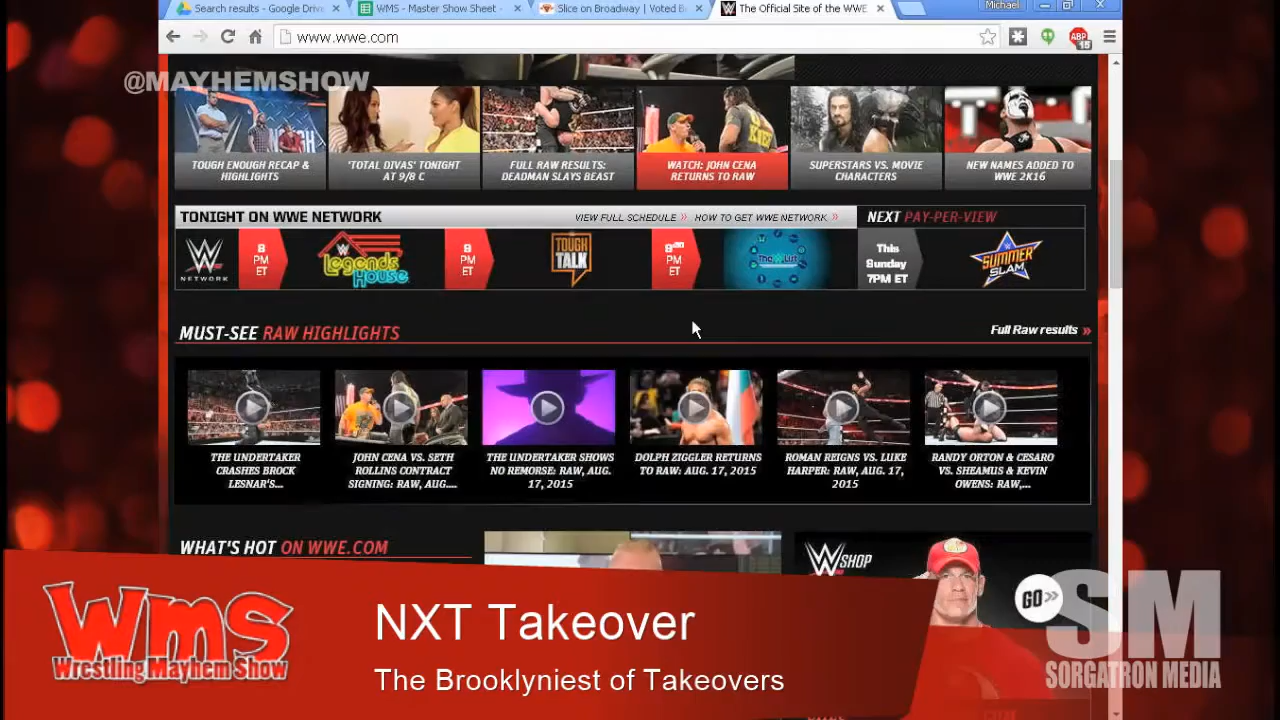 Search results - Google Driv
WMS - Master Show Sheet -
Slice on Broadway | Voted B
The Official Site of the WWE
Michael
www.wwe.com
ABP
15
@MAYHEMSHOW
TOUGH ENOUGH RECAP &
HIGHLIGHTS
'TOTAL DIVAS' TONIGHT
AT 9/8 C
FULL RAW RESULTS:
DEADMAN SLAYS BEAST
WATCH: JOHN CENA
RETURNS TO RAW
SUPERSTARS VS. MOVIE
CHARACTERS
NEW NAMES ADDED TO
WWE 2K16
TONIGHT ON WWE NETWORK
VIEW FULL SCHEDULE »
HOW TO GET WWE NETWORK »
NEXT PAY-PER-VIEW
NETWORK
8
PM
ET
Legends
House
8
PM
ET
TOUGH
TALK
PM
ET
The List
This
Sunday
7PM ET
SUMMER
SLAM
MUST-SEE RAW HIGHLIGHTS
Full Raw results »
THE UNDERTAKER
CRASHES BROCK
LESNAR'S...
JOHN CENA VS. SETH
ROLLINS CONTRACT
SIGNING: RAW, AUG....
THE UNDERTAKER SHOWS
NO REMORSE: RAW, AUG.
17, 2015
DOLPH ZIGGLER RETURNS
TO RAW: AUG. 17, 2015
ROMAN REIGNS VS. LUKE
HARPER: RAW, AUG. 17,
2015
RANDY ORTON & CESARO
VS. SHEAMUS & KEVIN
OWENS: RAW,...
WHAT'S HOT ON WWE.COM
W SHOP
GO»
wms
Wrestling Mayhem Show
NXT Takeover
The Brooklyniest of Takeovers
SM
SORGATRON MEDIA